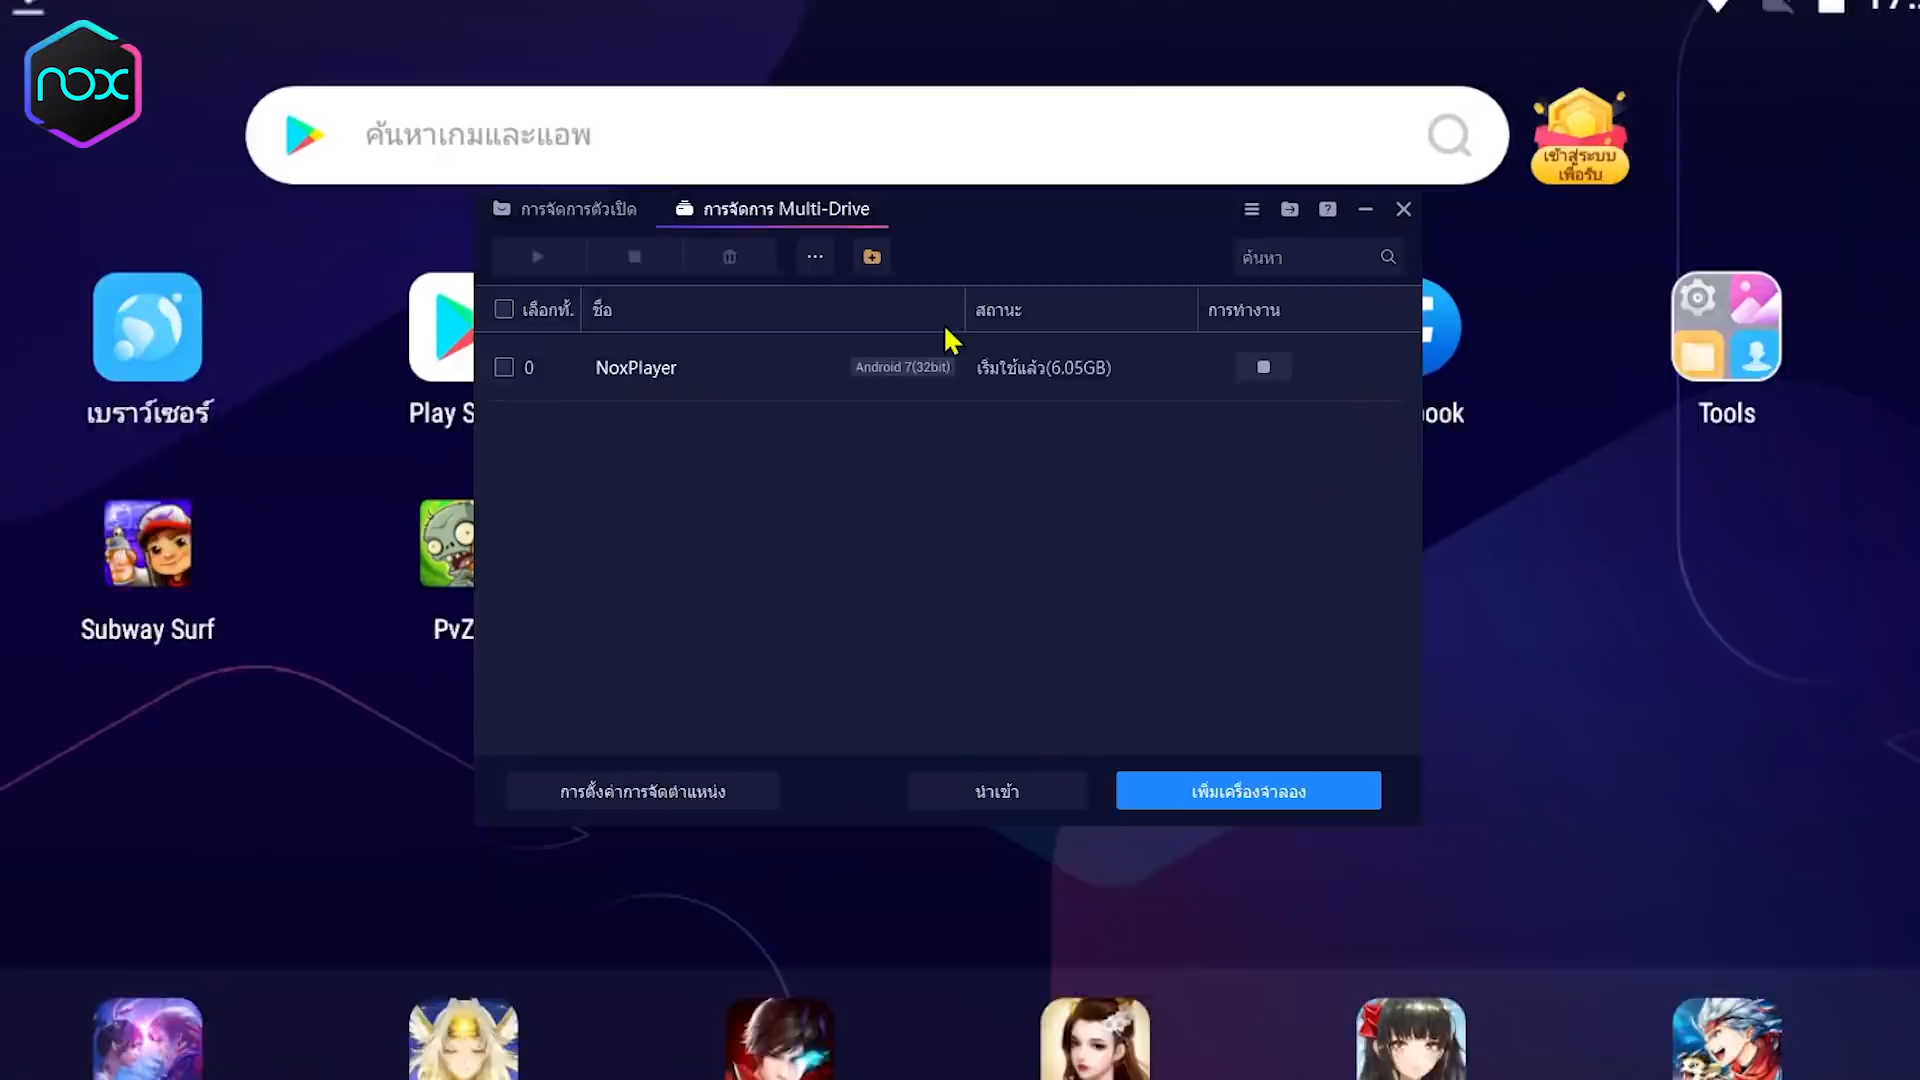 nox
ค้นหาเกมและแอพ
เข้าสู่ระบบ
เพื่อรับ
การจัดการตัวเปิด
การจัดการ Multi-Drive
ค้นหา
เลือกทั้.
ชื่อ
สถานะ
การทำงาน
0
NoxPlayer
Android 7(32bit)
เริ่มใช้แล้ว(6.05GB)
เบราว์เซอร์
Play S
ook
Tools
Subway Surf
PvZ
การตั้งค่าการจัดตำแหน่ง
นำเข้า
เพิ่มเครื่องจำลอง